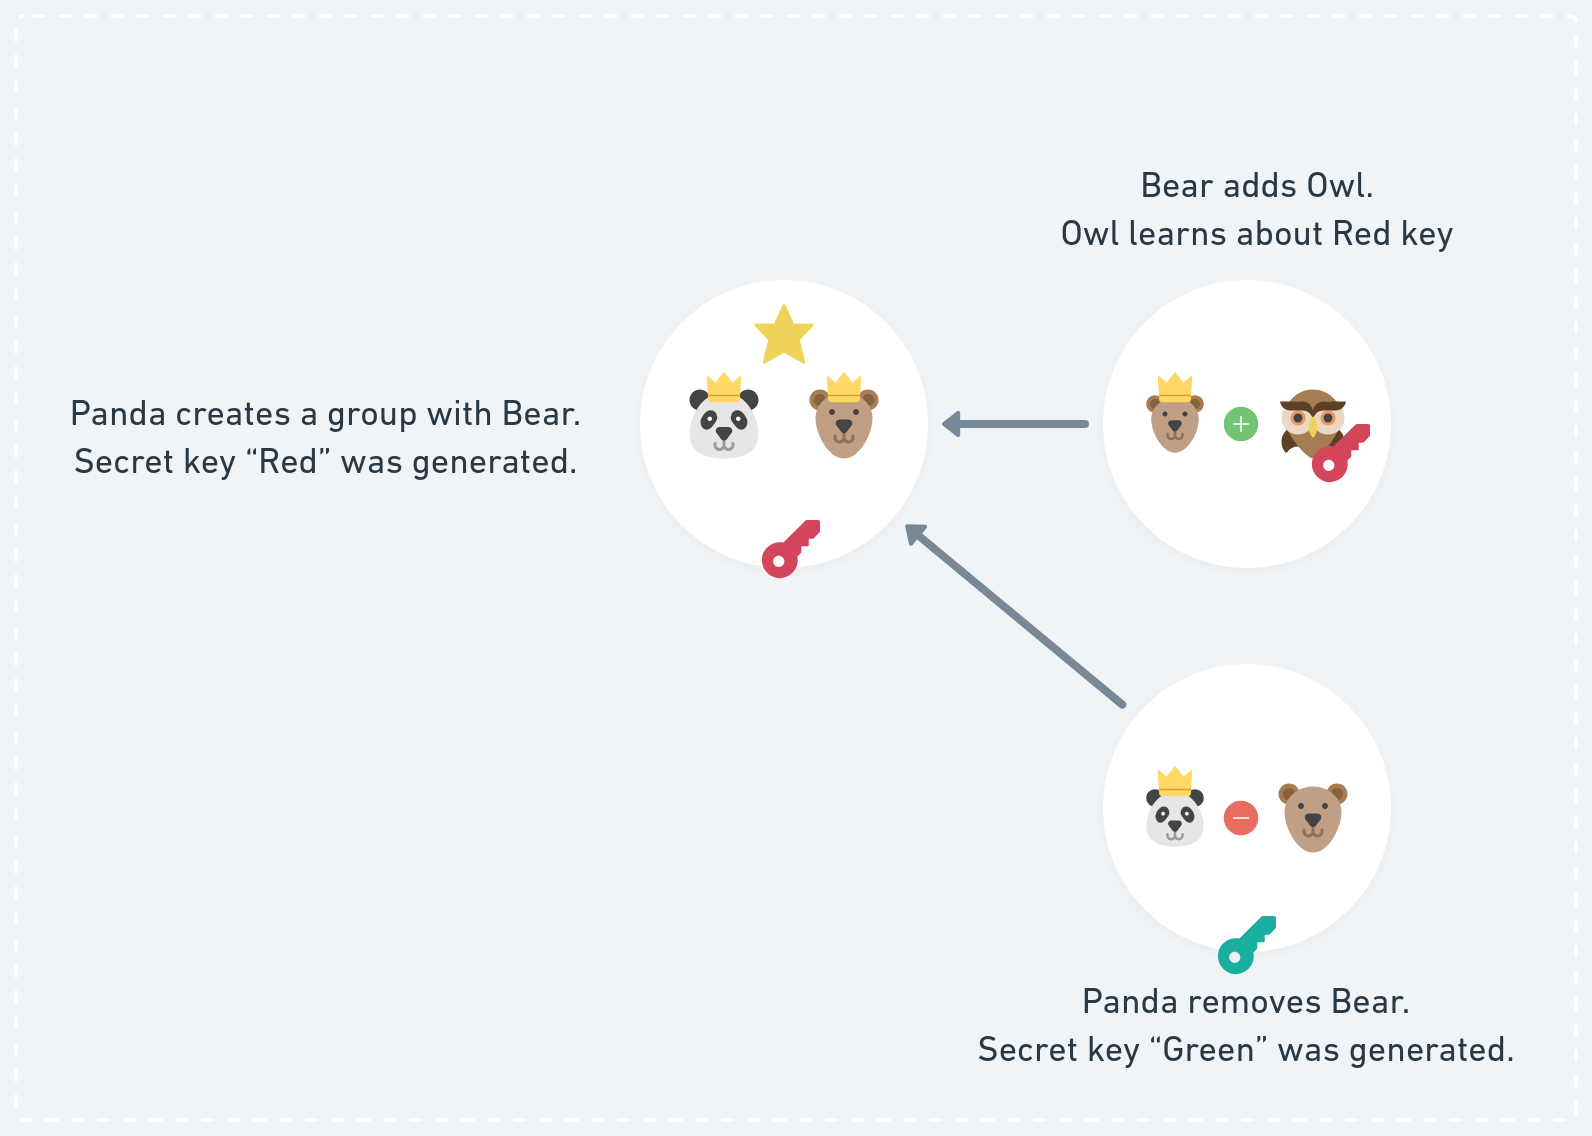 Bear adds Owl.
Owl learns about Red key
Panda creates a group with Bear.
Secret key “Red” was generated.
Panda removes Bear.
Secret key “Green” was generated.